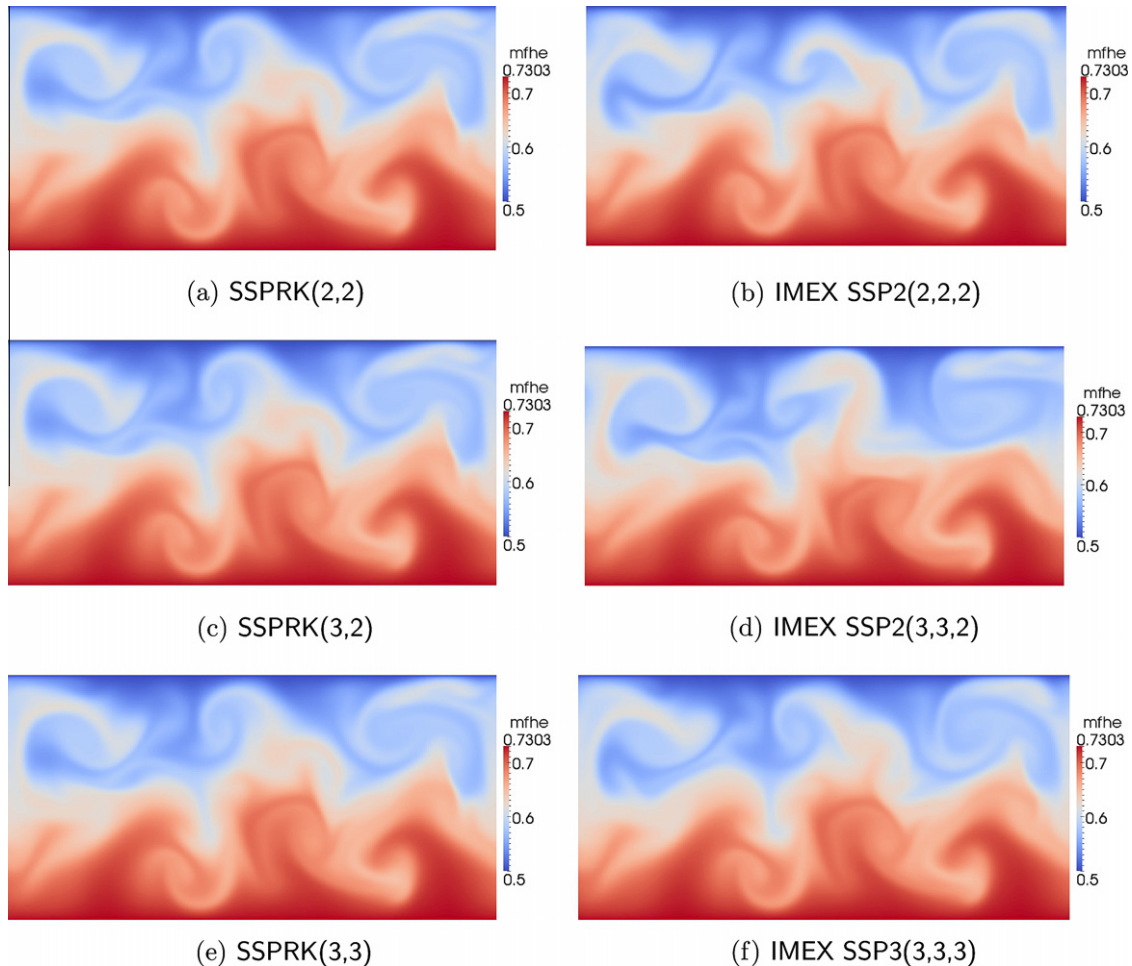 mfhe
0.7303
0.7
0.6
0.5
mfhe
0.7303
0.7
0.6
0.5
(a) SSPRK(2,2)
(b) IMEX SSP2(2,2,2)
mfhe
0.7303
0.7
0.6
0.5
mfhe
0.7303
0.7
0.6
0.5
(c) SSPRK(3,2)
(d) IMEX SSP2(3,3,2)
mfhe
0.7303
0.7
0.6
0.5
mfhe
0.7303
0.7
0.6
0.5
(e) SSPRK(3,3)
(f) IMEX SSP3(3,3,3)